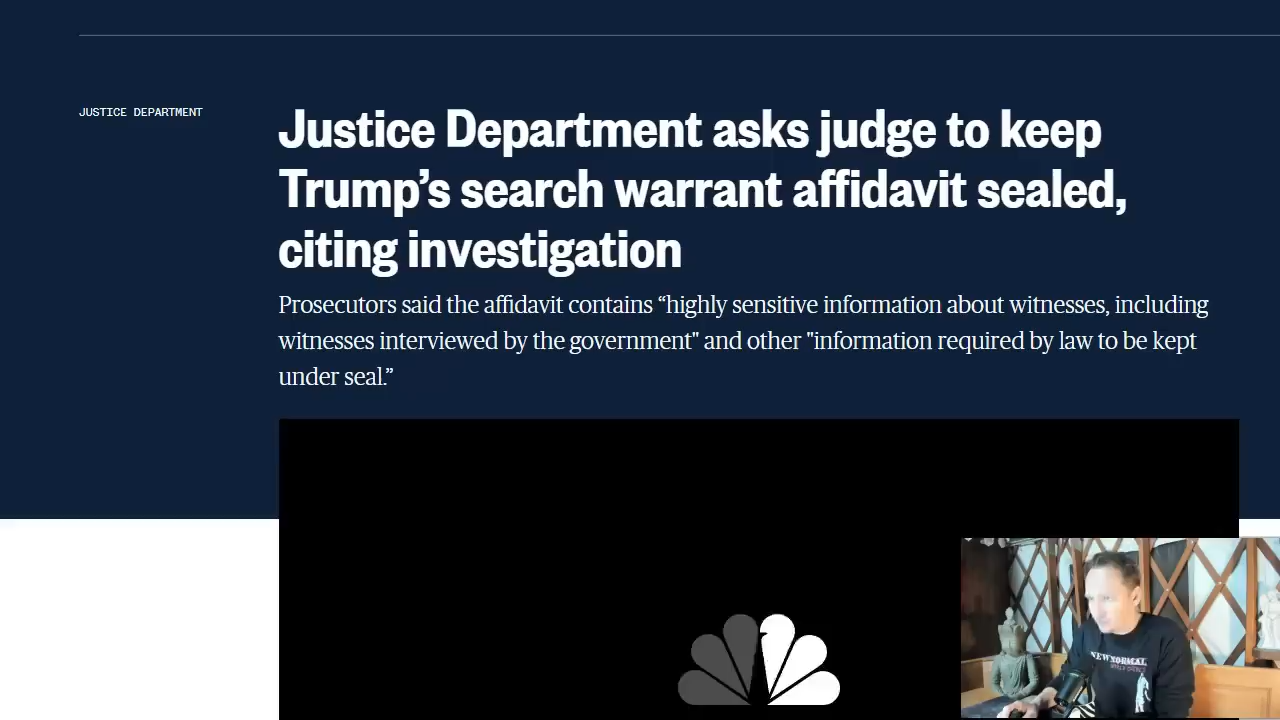 JUSTICE DEPARTMENT
Justice Department asks judge to keep
Trump’s search warrant affidavit sealed,
citing investigation
Prosecutors said the affidavit contains “highly sensitive information about witnesses, including
witnesses interviewed by the government" and other "information required by law to be kept
under seal.”
NEW NORMAL